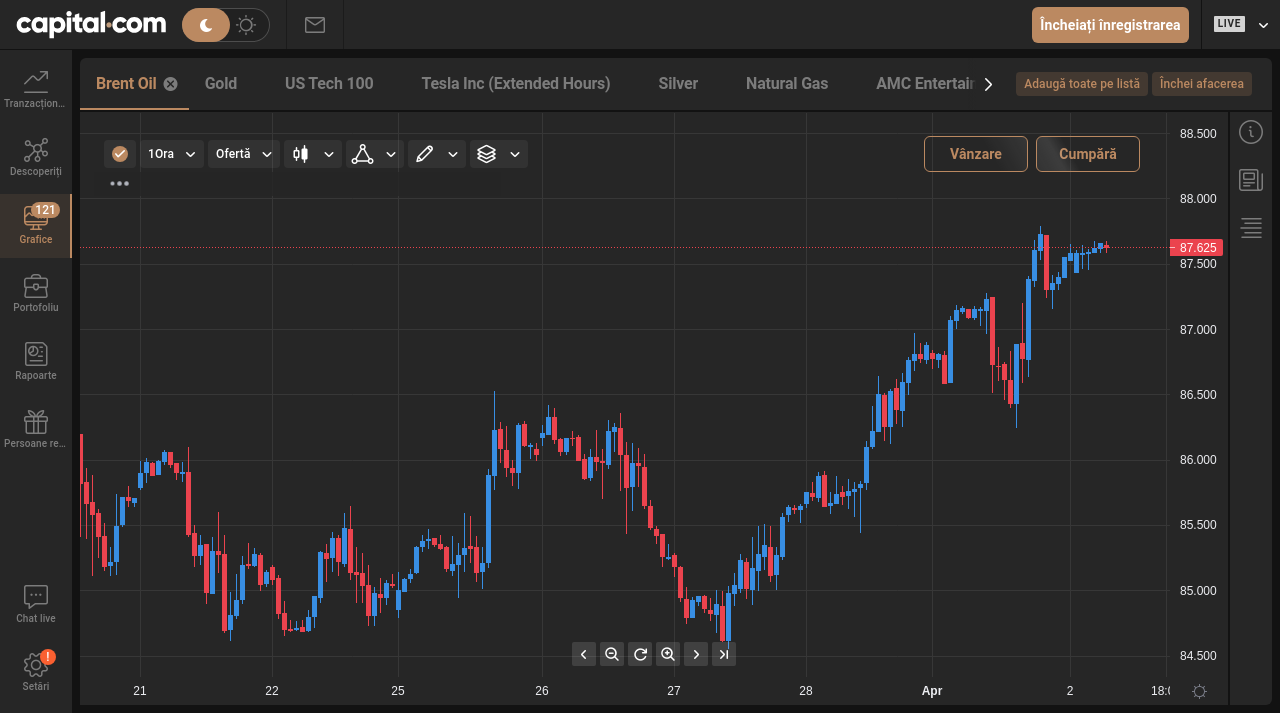 capital.com
Încheiați înregistrarea
LIVE
Brent Oil
Gold
US Tech 100
Tesla Inc (Extended Hours)
Silver
Natural Gas
AMC Entertain
Adaugă toate pe listă
Închei afacerea
Tranzacțion...
Descoperiți
121
Grafice
Portofoliu
Rapoarte
Persoane re...
Chat live
!
Setări
1Ora
Ofertă
Vânzare
Cumpără
88.500
88.000
87.625
87.500
87.000
86.500
86.000
85.500
85.000
84.500
21
22
25
26
27
28
Apr
2
18:0